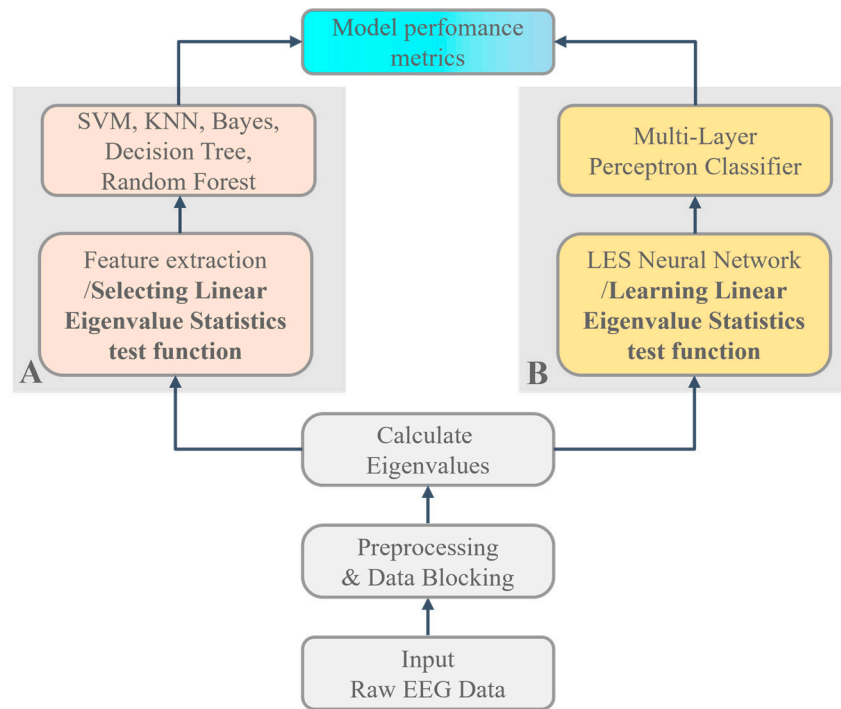 Model perfomance
metrics
SVM, KNN, Bayes,
Decision Tree,
Random Forest
Feature extraction
/Selecting Linear
Eigenvalue Statistics
test function
A
Multi-Layer
Perceptron Classifier
LES Neural Network
/Learning Linear
Eigenvalue Statistics
test function
B
Calculate
Eigenvalues
Preprocessing
& Data Blocking
Input
Raw EEG Data